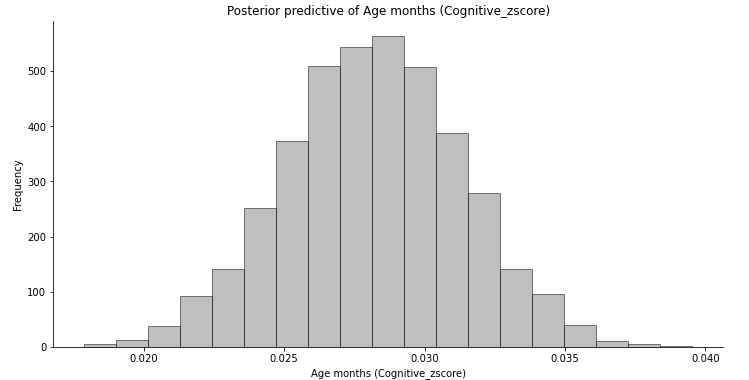 Posterior predictive of Age months (Cognitive_zscore)
500
400
300
200
100
0
Frequency
0.020 0.025 0.030 0.035 0.040
Age months (Cognitive_zscore)